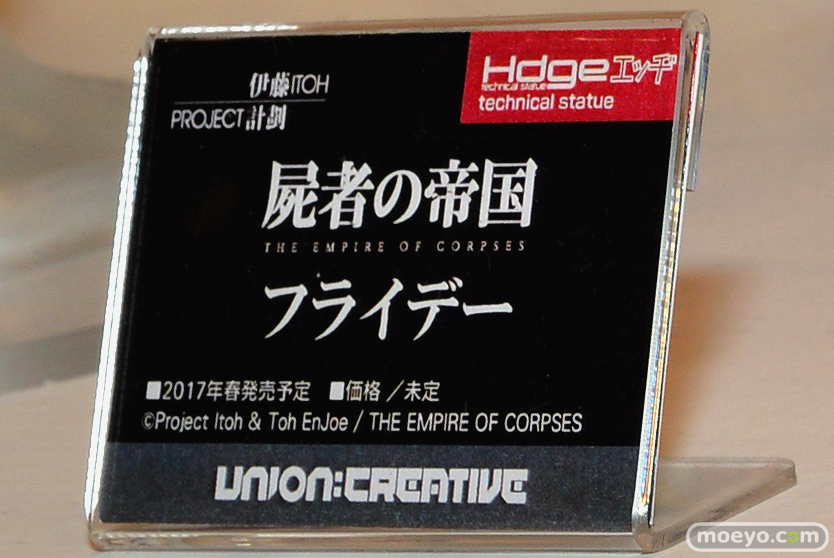 伊藤ITOH
PROJECT計劃
Hdgeエッヂ
technical statue
technical statue
屍者の帝国
THE EMPIRE OF CORPSES
フライデー
■2017年春発売予定 ■価格／未定
©Project Itoh & Toh EnJoe / THE EMPIRE OF CORPSES
UNION:CREATIVE
moeyo.com